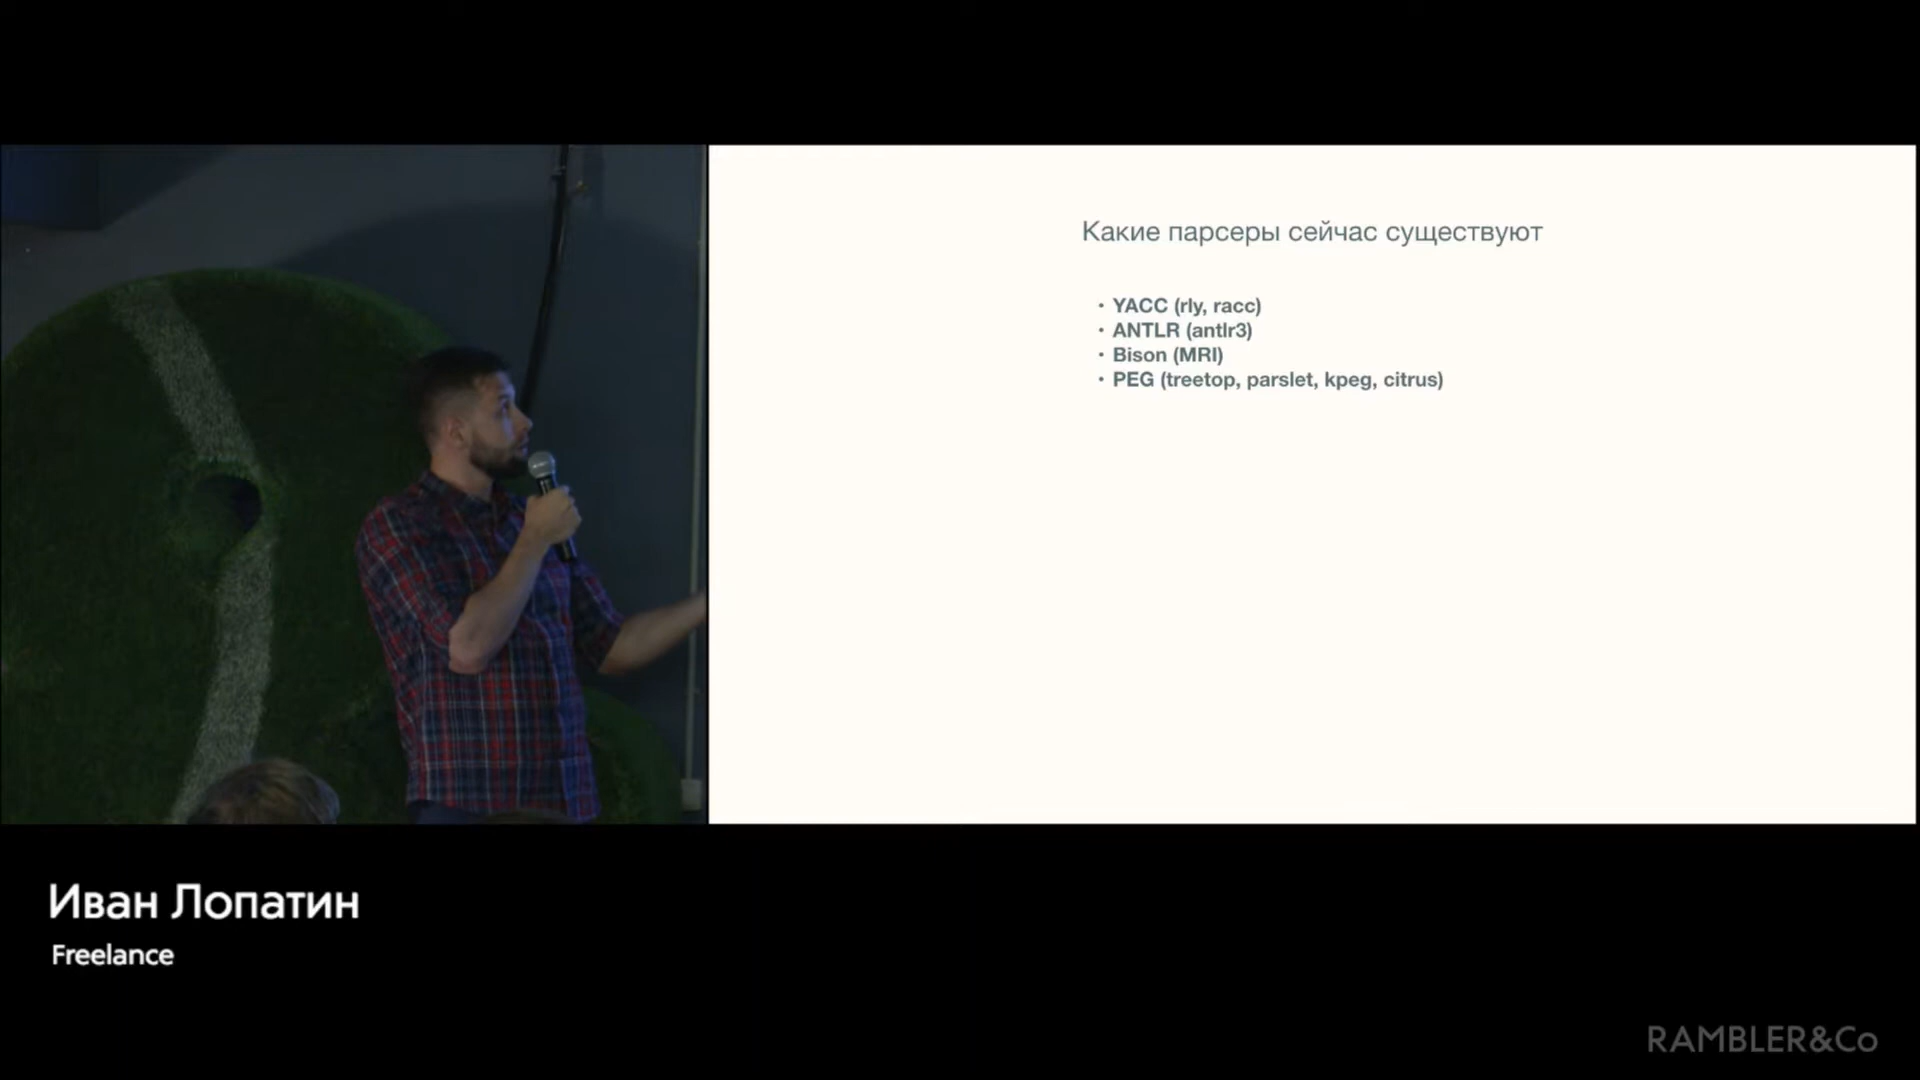 Какие парсеры сейчас существуют
• YACC (rly, racc)
• ANTLR (antlr3)
• Bison (MRI)
• PEG (treetop, parslet, kpeg, citrus)
Иван Лопатин
Freelance
RAMBLER&Co